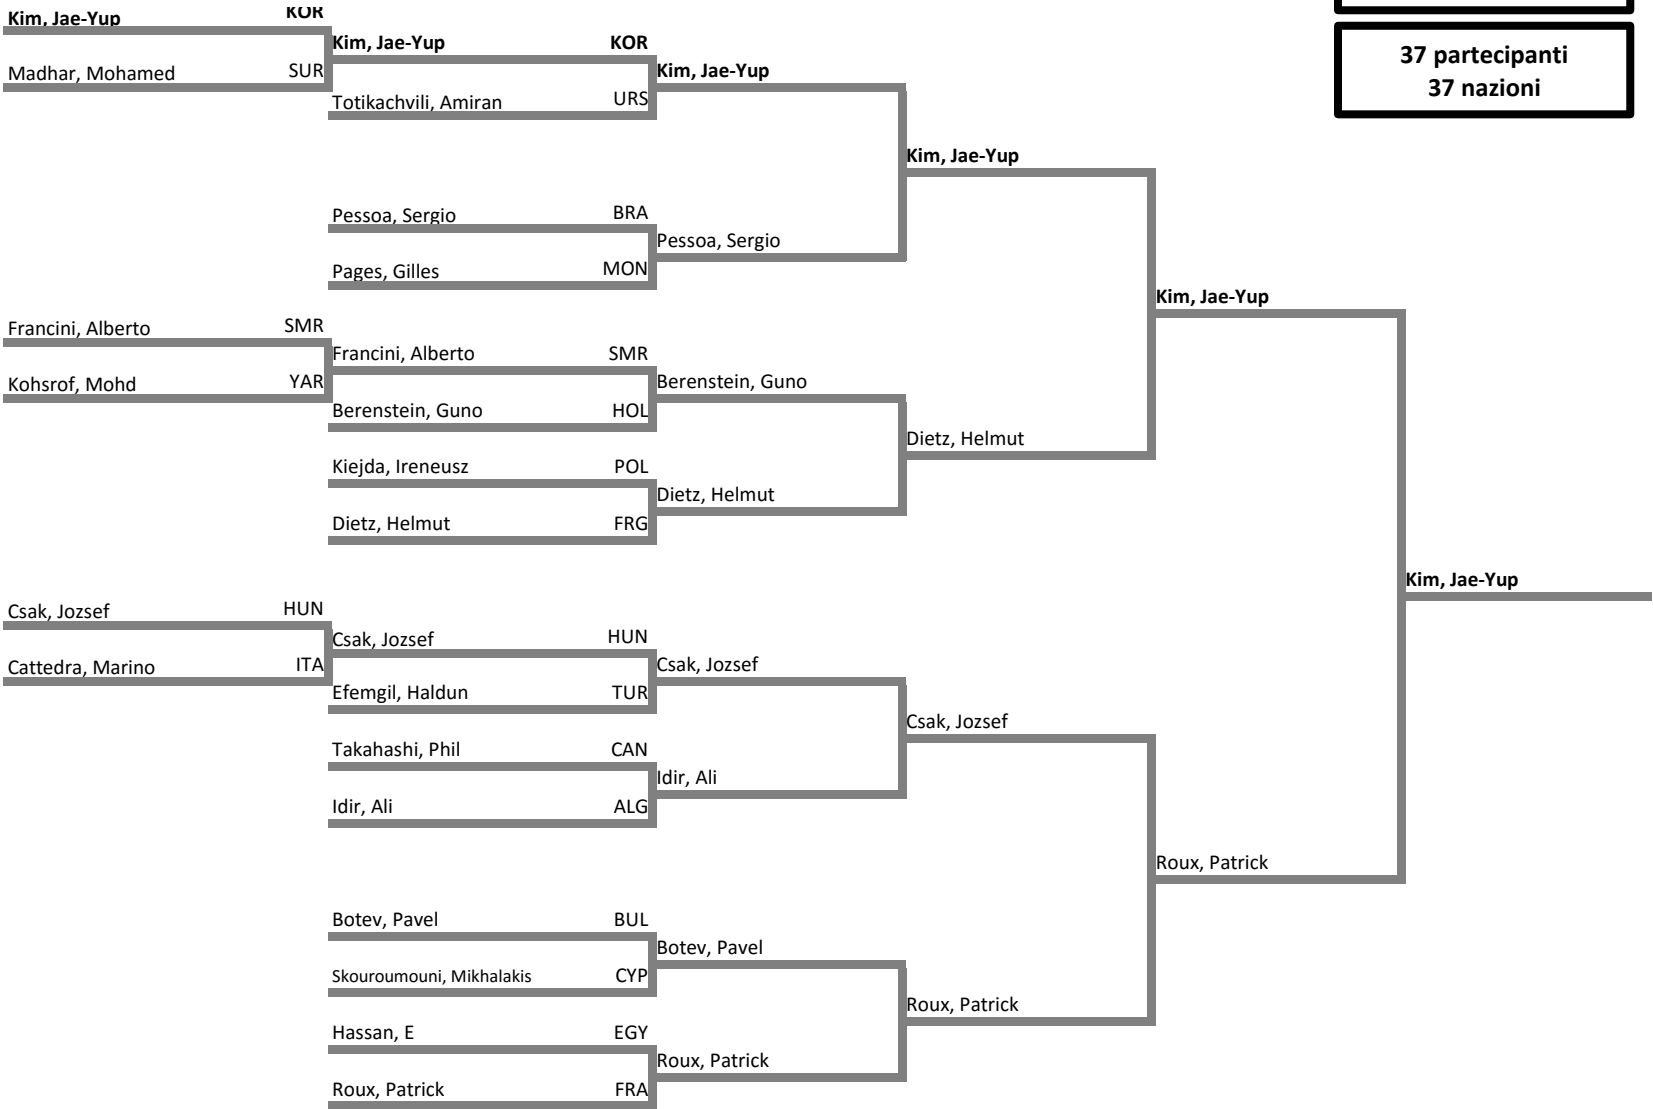 Kim, Jae-Yup KOR
Kim, Jae-Yup KOR
Madhar, Mohamed SUR
Kim, Jae-Yup
Totikachvili, Amiran URS
37 partecipanti
37 nazioni
Kim, Jae-Yup
Pessoa, Sergio BRA
Pessoa, Sergio
Pages, Gilles MON
Kim, Jae-Yup
Francini, Alberto SMR
Francini, Alberto SMR
Kohsrof, Mohd YAR
Berenstein, Guno
Berenstein, Guno HOL
Dietz, Helmut
Kiejda, Ireneusz POL
Dietz, Helmut
Dietz, Helmut FRG
Kim, Jae-Yup
Csak, Jozsef HUN
Csak, Jozsef HUN
Cattedra, Marino ITA
Csak, Jozsef
Efemgil, Haldun TUR
Csak, Jozsef
Takahashi, Phil CAN
Idir, Ali
Idir, Ali ALG
Roux, Patrick
Botev, Pavel BUL
Botev, Pavel
Skouroumouni, Mikhalakis CYP
Roux, Patrick
Hassan, E EGY
Roux, Patrick
Roux, Patrick FRA